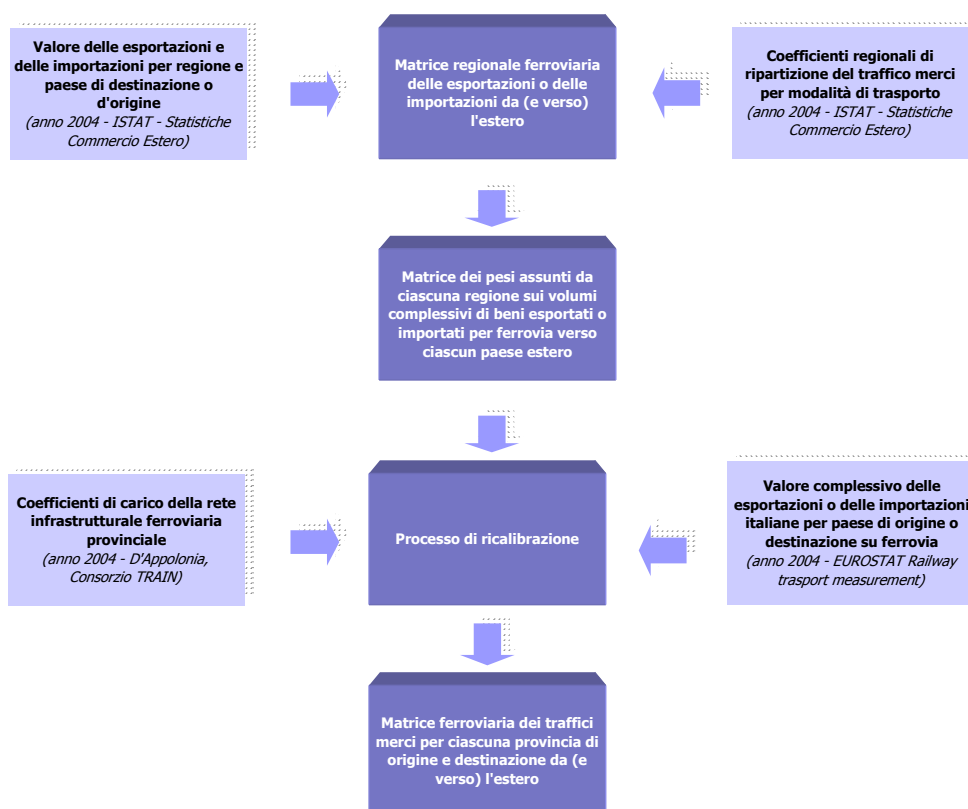 Valore delle esportazioni e
delle importazioni per regione e
paese di destinazione o
d'origine
(anno 2004 - ISTAT - Statistiche
Commercio Estero)
Matrice regionale ferroviaria
delle esportazioni o delle
importazioni da (e verso)
l'estero
Coefficienti regionali di
ripartizione del traffico merci
per modalità di trasporto
(anno 2004 - ISTAT - Statistiche
Commercio Estero)
Matrice dei pesi assunti da
ciascuna regione sui volumi
complessivi di beni esportati o
importati per ferrovia verso
ciascun paese estero
Coefficienti di carico della rete
infrastrutturale ferroviaria
provinciale
(anno 2004 - D'Appolonia,
Consorzio TRAIN)
Processo di ricalibrazione
Valore complessivo delle
esportazioni o delle importazioni
italiane per paese di origine o
destinazione su ferrovia
(anno 2004 - EUROSTAT Railway
trasport measurement)
Matrice ferroviaria dei traffici
merci per ciascuna provincia di
origine e destinazione da (e
verso) l'estero